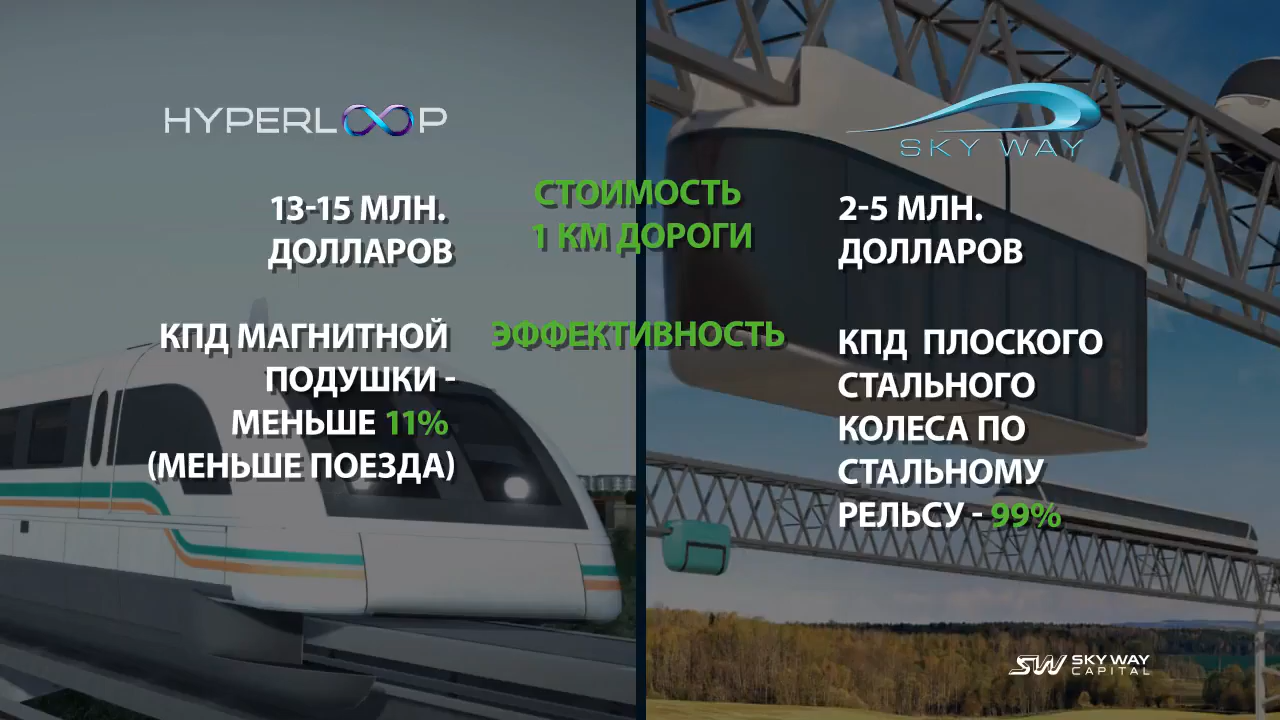 HYPERLOOP
13-15 МЛН.
ДОЛЛАРОВ
КПД МАГНИТНОЙ
ПОДУШКИ -
МЕНЬШЕ 11%
(МЕНЬШЕ ПОЕЗДА)
СТОИМОСТЬ
1 КМ ДОРОГИ
ЭФФЕКТИВНОСТЬ
SKY WAY
2-5 МЛН.
ДОЛЛАРОВ
КПД ПЛОСКОГО
СТАЛЬНОГО
КОЛЕСА ПО
СТАЛЬНОМУ
РЕЛЬСУ - 99%
SW SKY WAY
CAPITAL